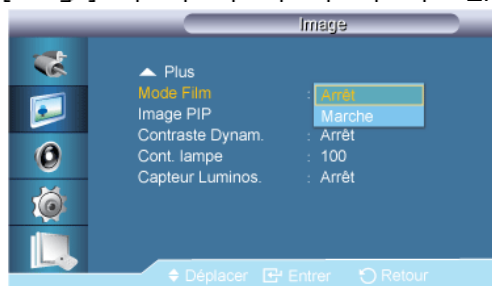 Image
Plus
Mode Film : Arrêt
Marche
Image PIP
Contraste Dynam. : Arrêt
Cont. lampe : 100
Capteur Luminos. : Arrêt
Déplacer Entrer Retour